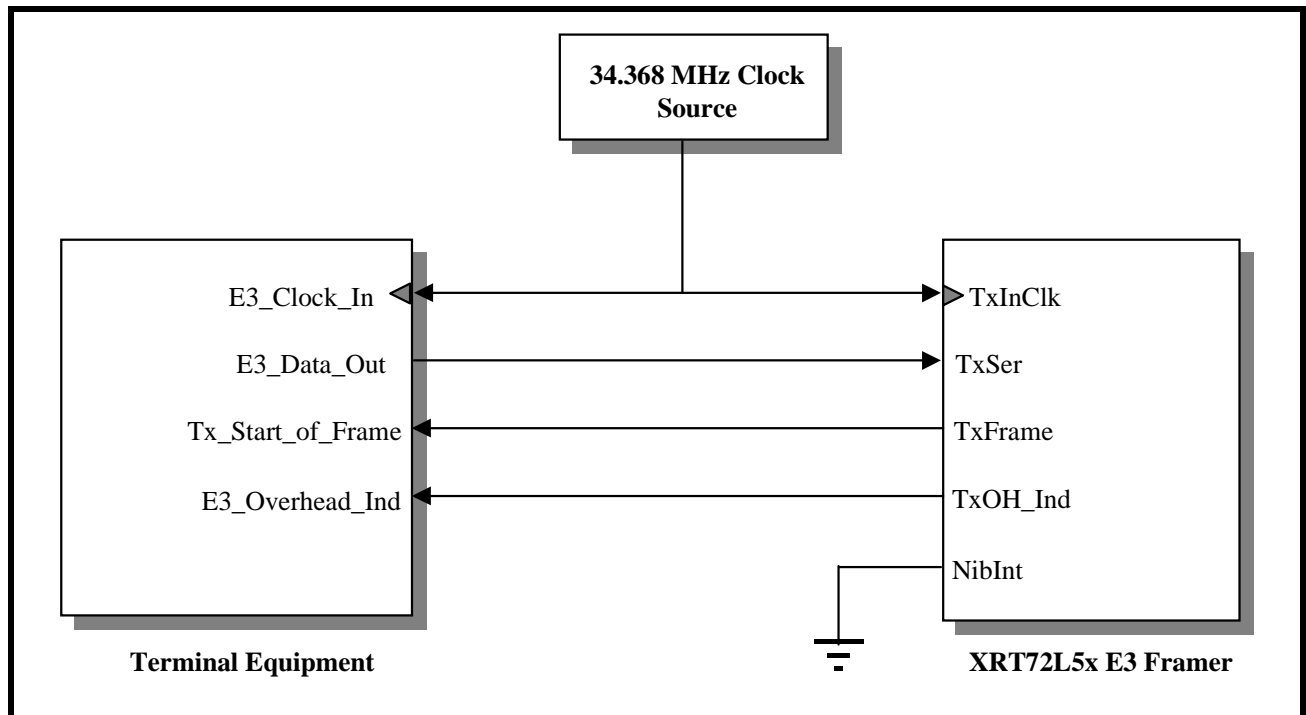 34.368 MHz Clock
Source
E3_Clock_In
TxInClk
E3_Data_Out
TxSer
Tx_Start_of_Frame
TxFrame
E3_Overhead_Ind
TxOH_Ind
NibInt
Terminal Equipment
XRT72L5x E3 Framer